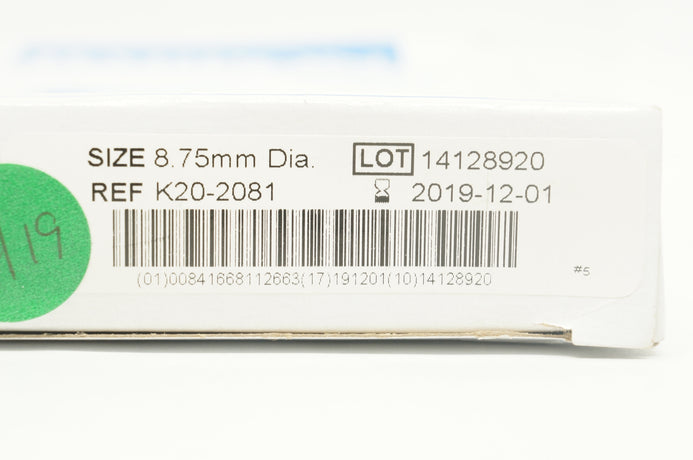 SIZE 8.75mm Dia.
LOT 14128920
REF K20-2081
2019-12-01
/19
(01)00841668112663(17)191201(10)14128920
#5